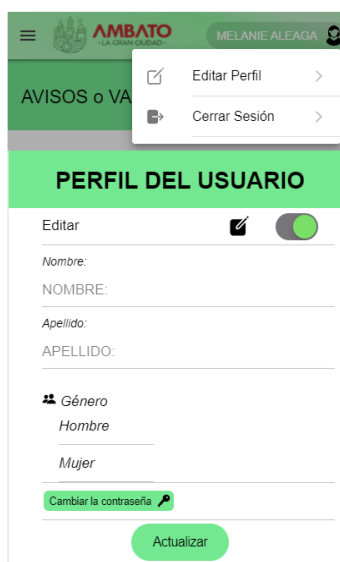 AMBATO
-LA GRAN CIUDAD-
MELANIE ALEAGA
AVISOS o VA
Editar Perfil
Cerrar Sesión
PERFIL DEL USUARIO
Editar
Nombre:
NOMBRE:
Apellido:
APELLIDO:
Género
Hombre
Mujer
Cambiar la contraseña
Actualizar